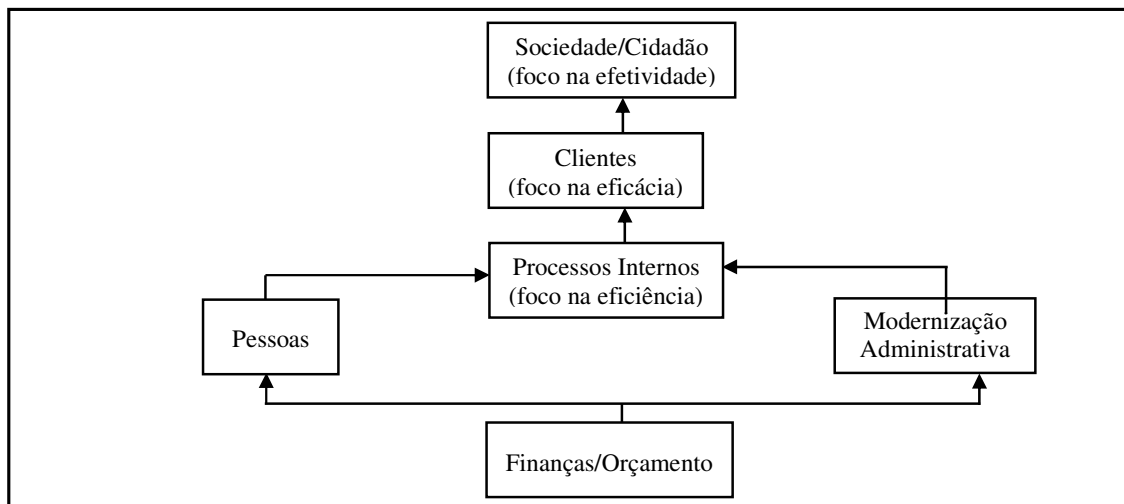 Sociedade/Cidadão
(foco na efetividade)
Clientes
(foco na eficácia)
Processos Internos
(foco na eficiência)
Pessoas
Modernização
Administrativa
Finanças/Orçamento